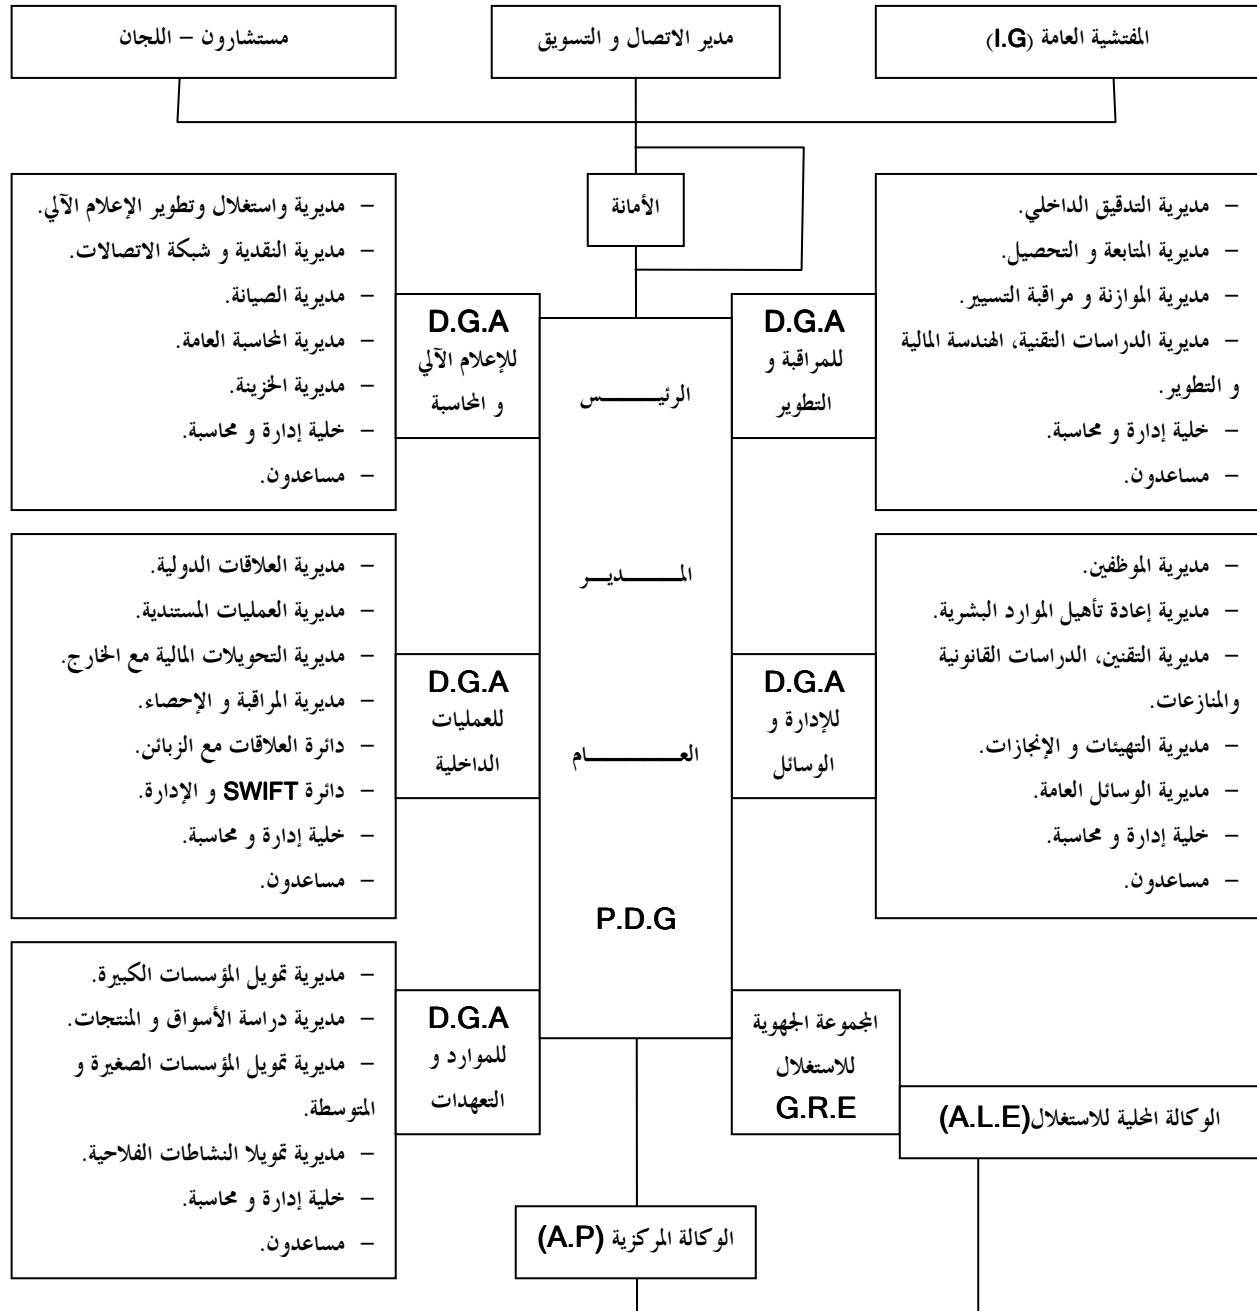 المفتشية العامة (I.G)
مدير الاتصال و التسويق
مستشارون – اللجان
الأمانة
– مديرية التدقيق الداخلي.
– مديرية المتابعة و التحصيل.
– مديرية الموازنة و مراقبة التسيير.
– مديرية الدراسات التقنية، الهندسة المالية
و التطوير.
– خلية إدارة و محاسبة.
– مساعدون.
D.G.A
للمراقبة و
التطوير
الرئيـــــــس
المـــــــديـــر
العـــــــــام
P.D.G
D.G.A
للإعلام الآلي
و المحاسبة
– مديرية واستغلال وتطوير الإعلام الآلي.
– مديرية النقدية و شبكة الاتصالات.
– مديرية الصيانة.
– مديرية المحاسبة العامة.
– مديرية الخزينة.
– خلية إدارة و محاسبة.
– مساعدون.
– مديرية الموظفين.
– مديرية إعادة تأهيل الموارد البشرية.
– مديرية التقنين، الدراسات القانونية
والمنازعات.
– مديرية التهيئات و الإنجازات.
– مديرية الوسائل العامة.
– خلية إدارة و محاسبة.
– مساعدون.
D.G.A
للإدارة و
الوسائل
D.G.A
للعمليات
الداخلية
– مديرية العلاقات الدولية.
– مديرية العمليات المستندية.
– مديرية التحويلات المالية مع الخارج.
– مديرية المراقبة و الإحصاء.
– دائرة العلاقات مع الزبائن.
– دائرة SWIFT و الإدارة.
– خلية إدارة و محاسبة.
– مساعدون.
المجموعة الجهوية
للاستغلال
G.R.E
الوكالة المحلية للاستغلال(A.L.E)
D.G.A
للموارد و
التعهدات
– مديرية تمويل المؤسسات الكبيرة.
– مديرية دراسة الأسواق و المنتجات.
– مديرية تمويل المؤسسات الصغيرة و
المتوسطة.
– مديرية تمويلا النشاطات الفلاحية.
– خلية إدارة و محاسبة.
– مساعدون.
الوكالة المركزية (A.P)